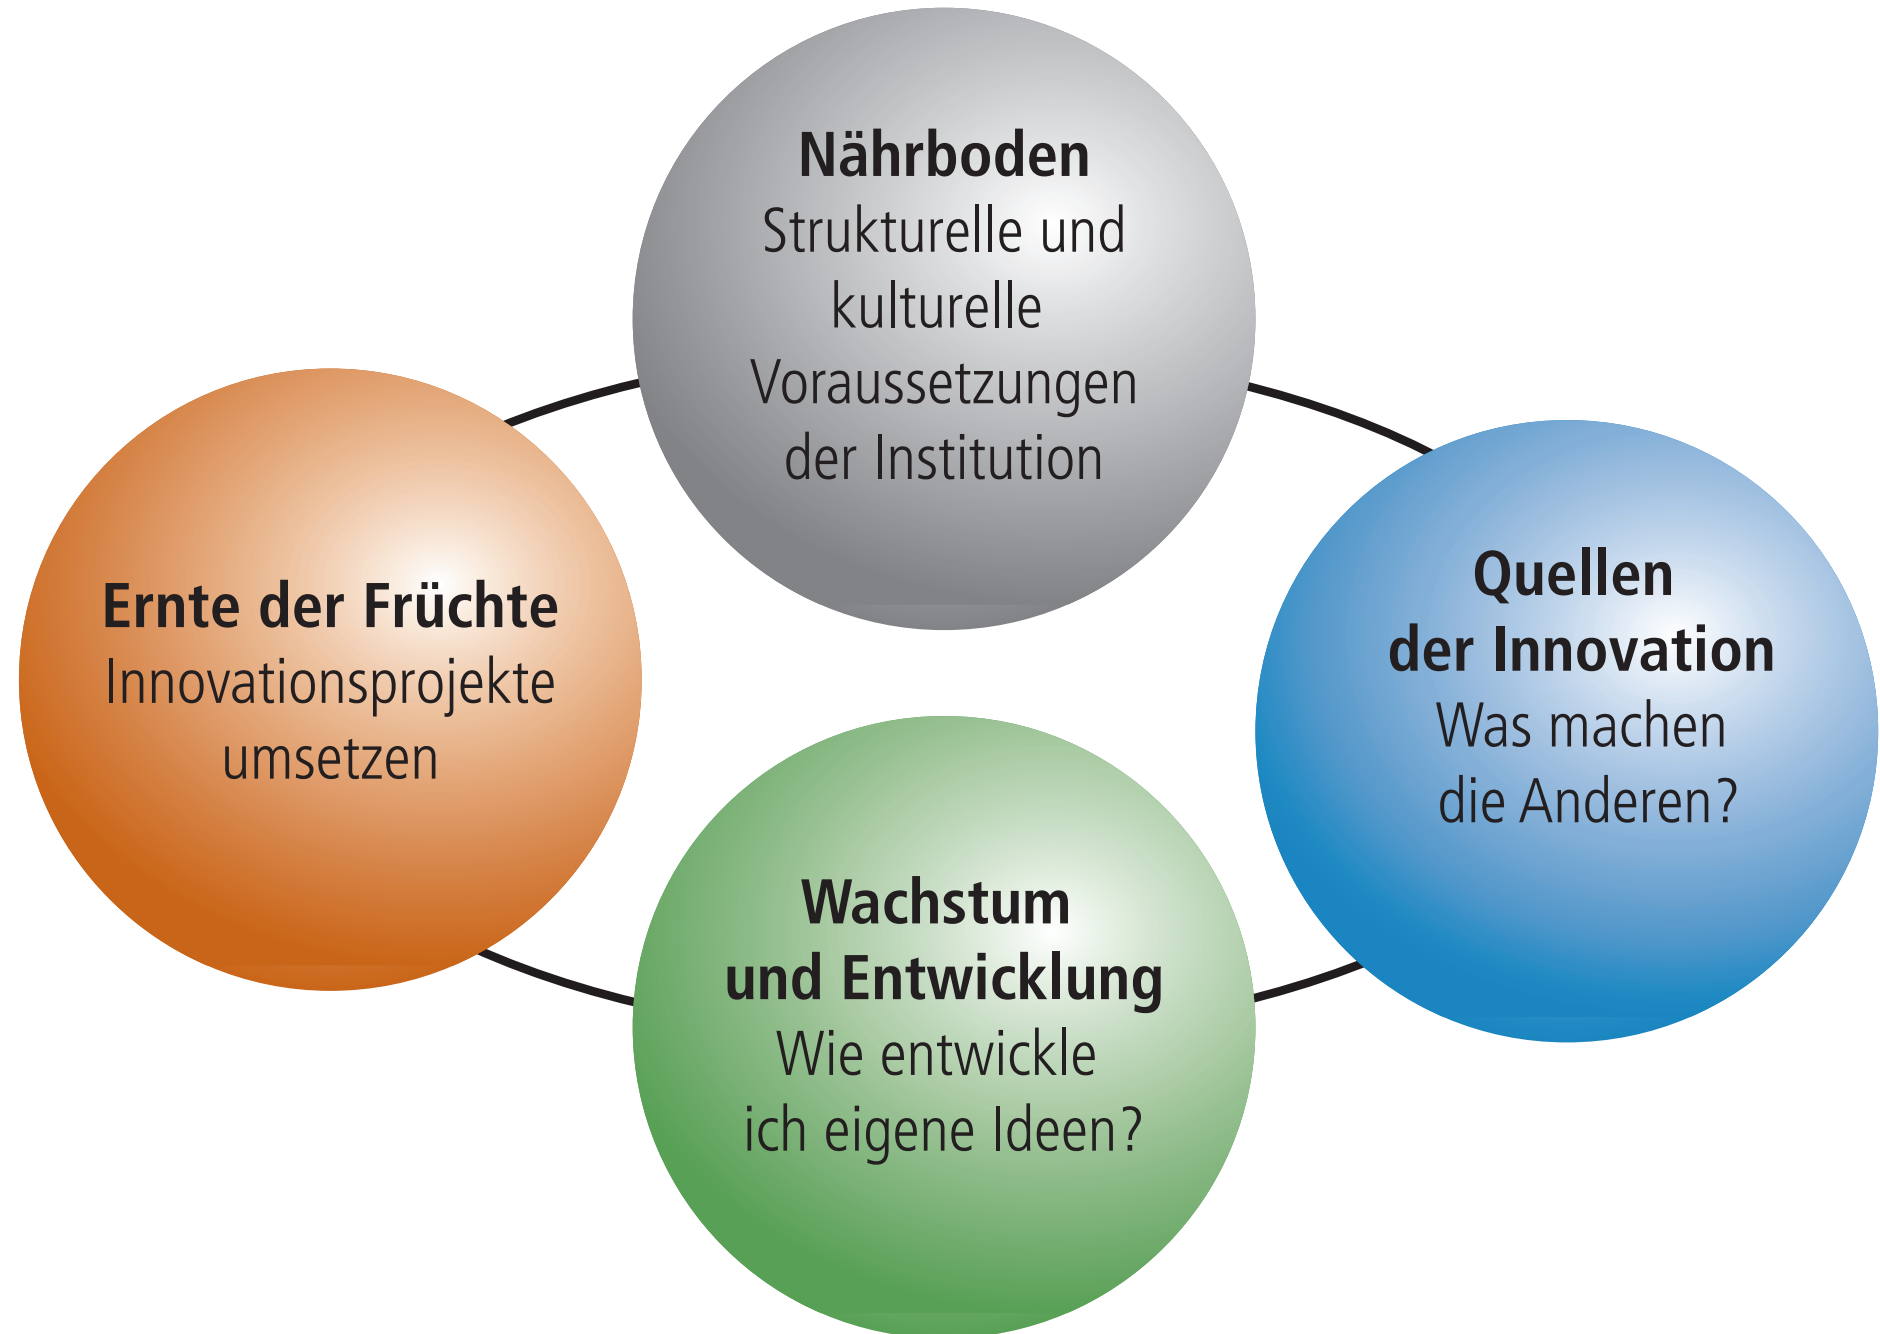 Nährboden
Strukturelle und
kulturelle
Voraussetzungen
der Institution
Quellen
der Innovation
Was machen
die Anderen?
Wachstum
und Entwicklung
Wie entwickle
ich eigene Ideen?
Ernte der Früchte
Innovationsprojekte
umsetzen